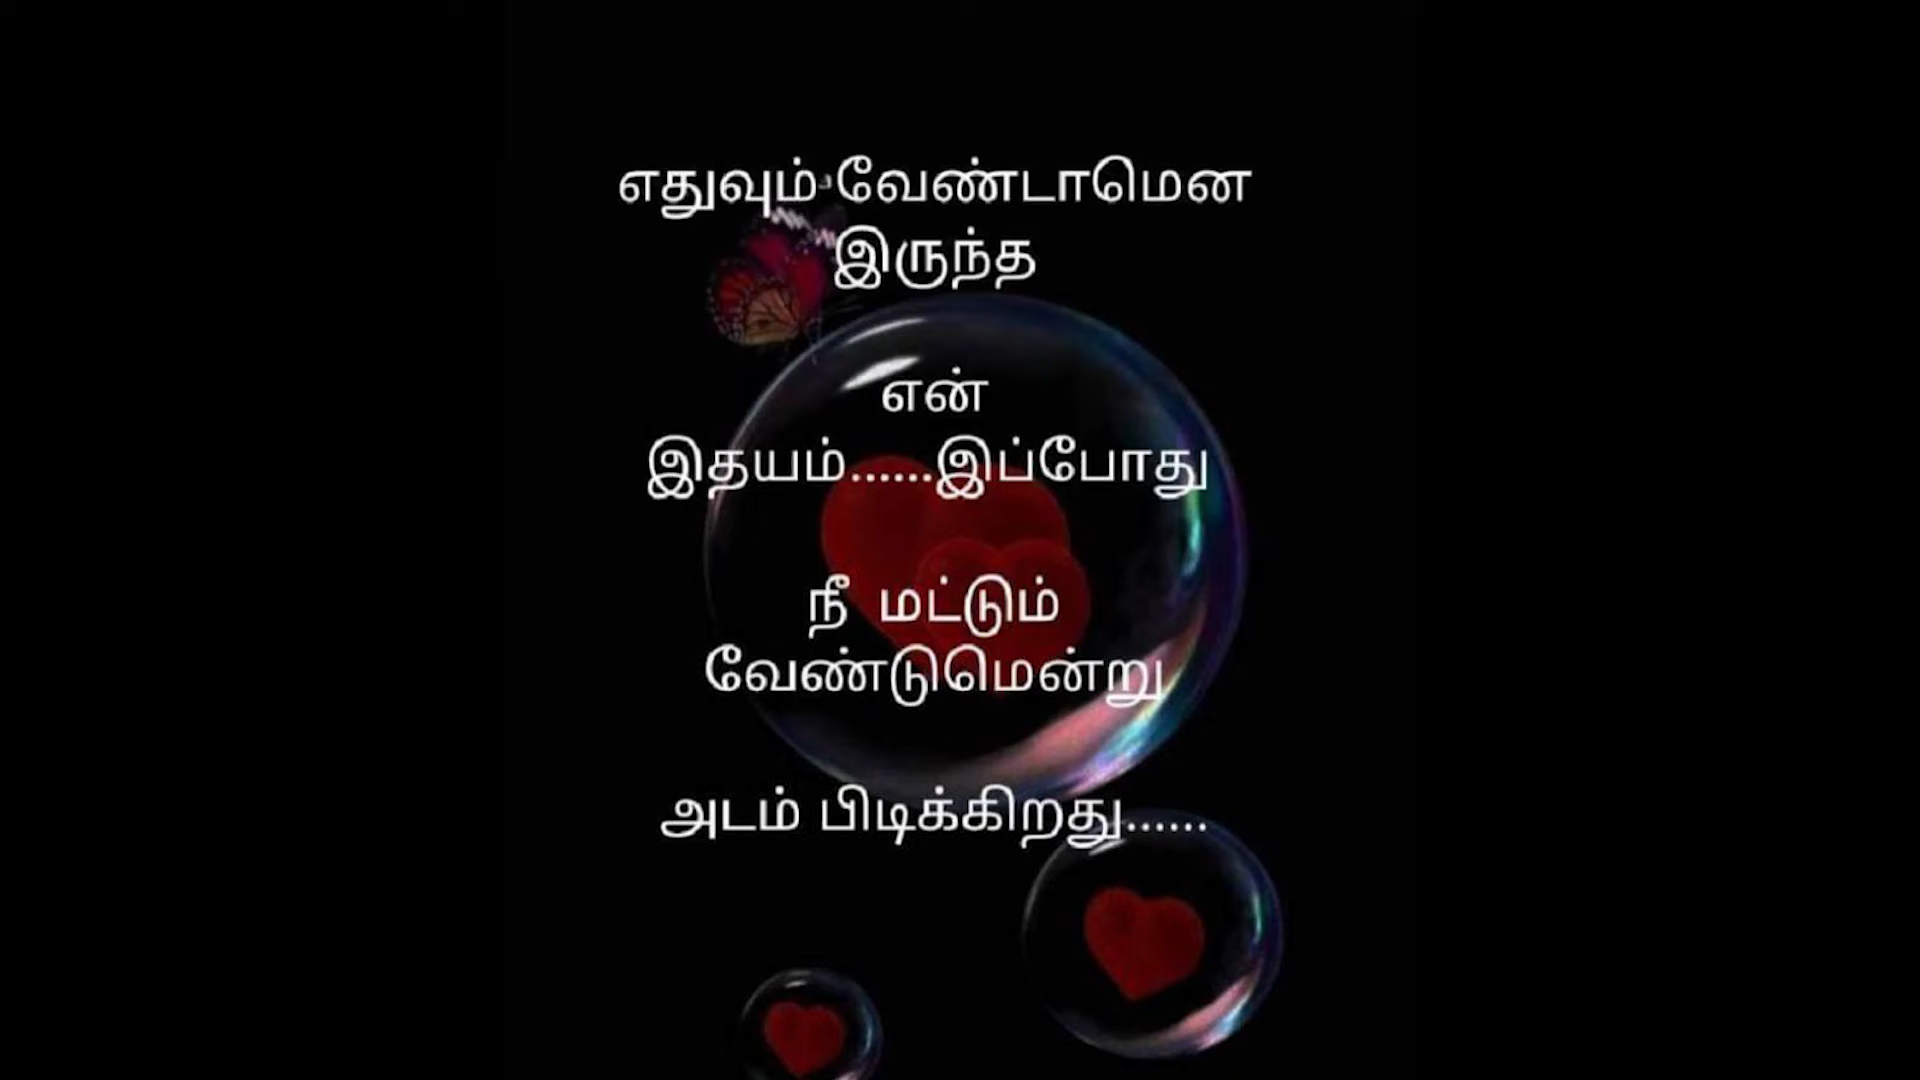 எதுவும் வேண்டாமென
இருந்த
என்
இதயம்......இப்போது
நீ மட்டும்
வேண்டுமென்று
அடம் பிடிக்கிறது......